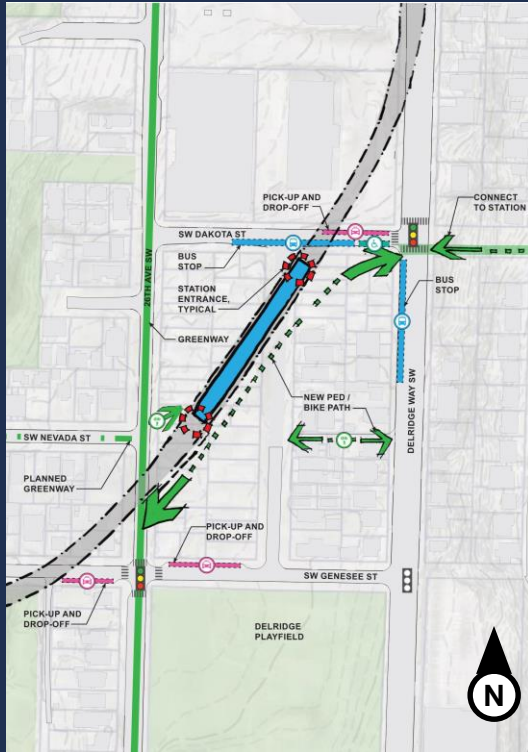 PICK-UP AND
DROP-OFF
CONNECT
TO STATION
SW DAKOTA ST
BUS
STOP
STATION
ENTRANCE,
TYPICAL
BUS
STOP
26TH AVE SW
GREENWAY
DELRIDGE WAY SW
NEW PED /
BIKE PATH
SW NEVADA ST
PLANNED
GREENWAY
PICK-UP AND
DROP-OFF
SW GENESEE ST
PICK-UP AND
DROP-OFF
DELRIDGE
PLAYFIELD
N